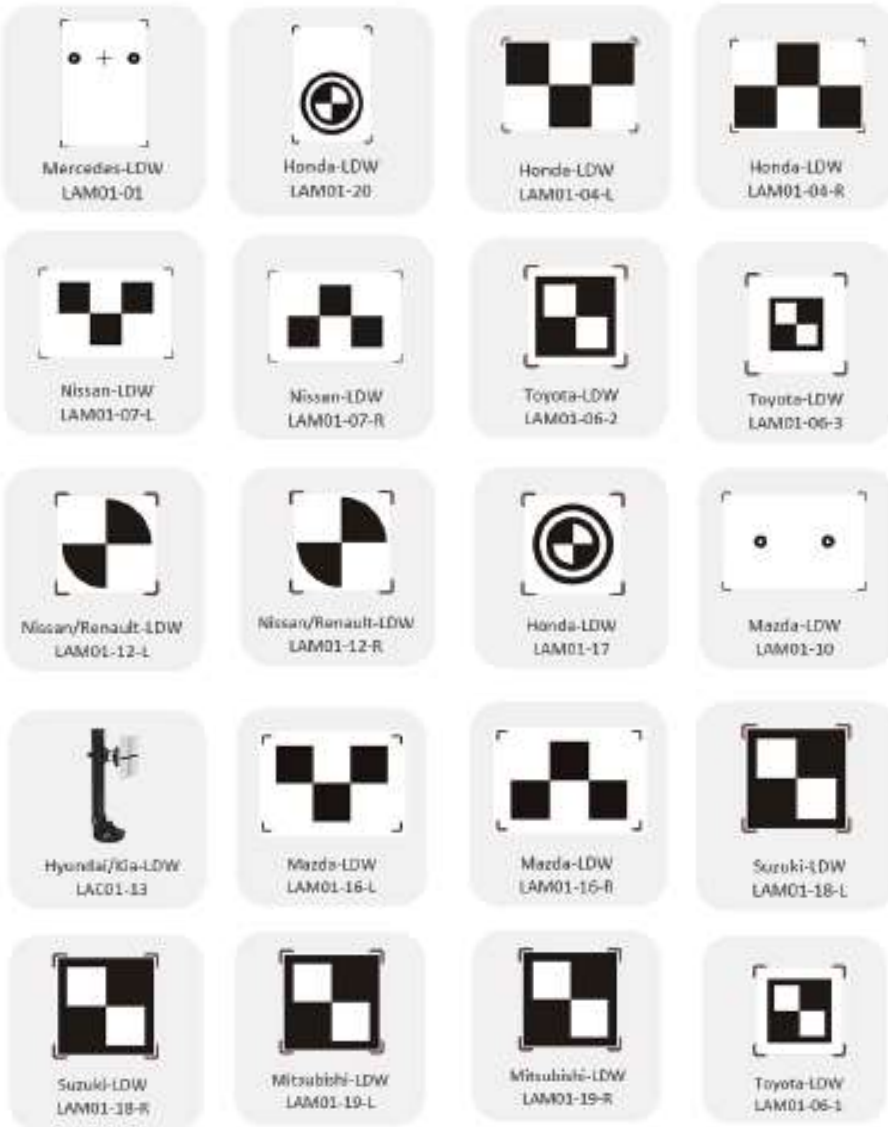 Mercedes-LDW
LAM01-01
Honda-LDW
LAM01-20
Honda-LDW
LAM01-04-L
Honda-LDW
LAM01-04-R
Nissan-LDW
LAM01-07-L
Nissan-LDW
LAM01-07-R
Toyota-LDW
LAM01-06-2
Toyota-LDW
LAM01-06-3
Nissan/Renault-LDW
LAM01-12-L
Nissan/Renault-LDW
LAM01-12-R
Honda-LDW
LAM01-17
Mazda-LDW
LAM01-10
Hyundai/Kia-LDW
LAC01-13
Mazda-LDW
LAM01-16-L
Mazda-LDW
LAM01-16-R
Suzuki-LDW
LAM01-18-L
Suzuki-LDW
LAM01-18-R
Mitsubishi-LDW
LAM01-19-L
Mitsubishi-LDW
LAM01-19-R
Toyota-LDW
LAM01-06-1